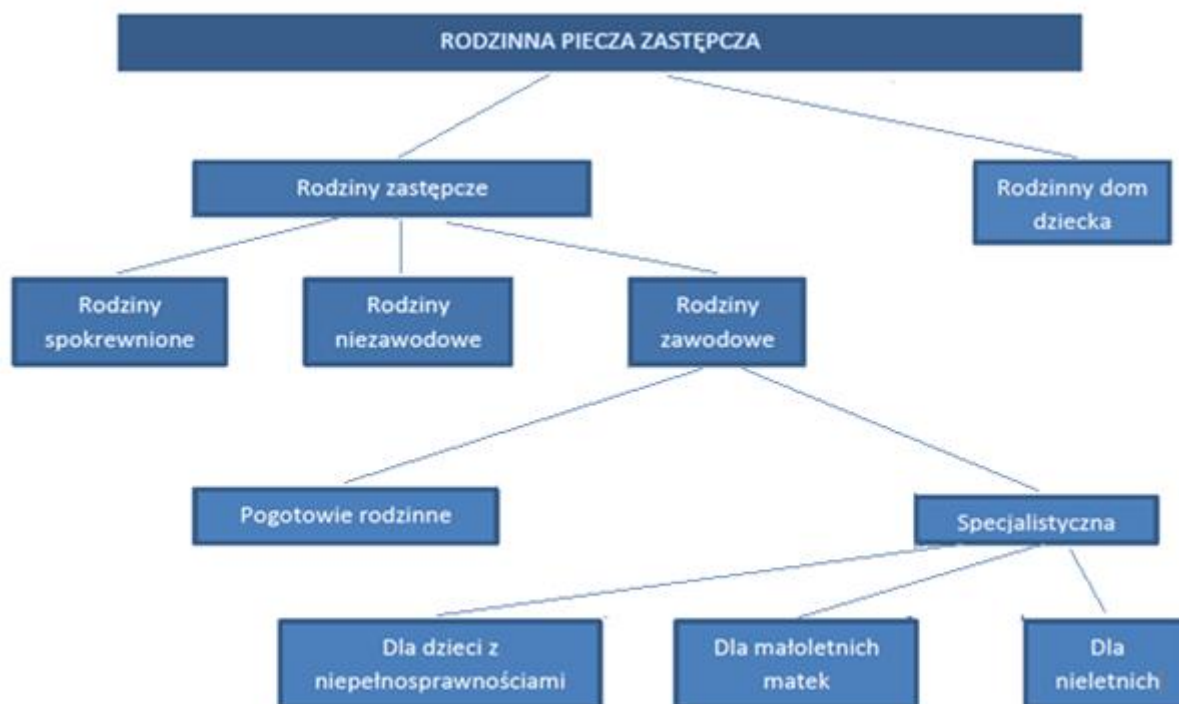 RODZINNA PIECZA ZASTĘPCZA
Rodziny zastępcze
Rodzinny dom
dziecka
Rodziny
spokrewnione
Rodziny
niezawodowe
Rodziny
zawodowe
Pogotowie rodzinne
Specjalistyczna
Dla dzieci z
niepełnosprawnościami
Dla małoletnich
matek
Dla
nieletnich